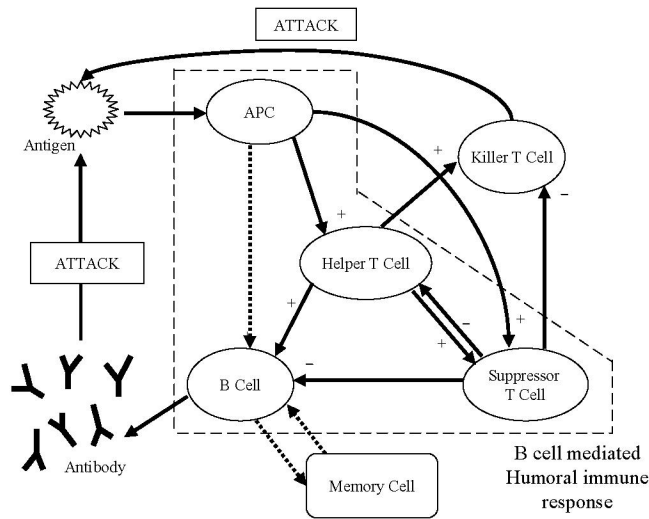 ATTACK
APC
Antigen
+
Killer T Cell
–
+
ATTACK
Helper T Cell
+
–
+
+
–
B Cell
Suppressor
T Cell
Antibody
Memory Cell
B cell mediated
Humoral immune
response